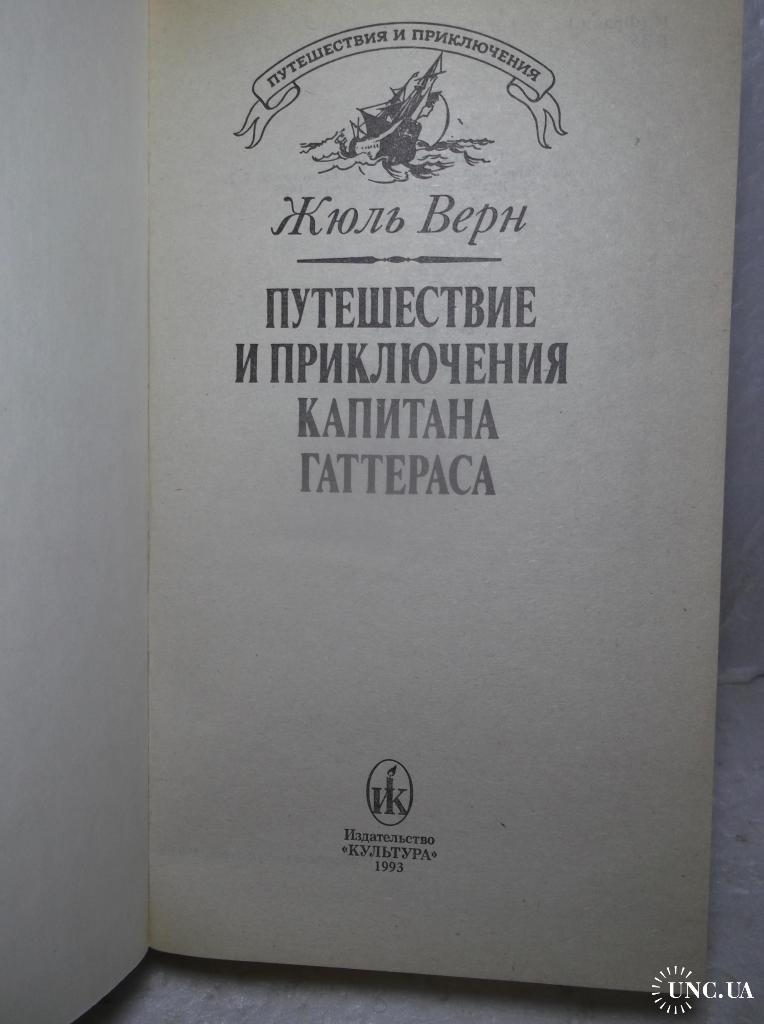 ПУТЕШЕСТВИЯ И ПРИКЛЮЧЕНИЯ
Жюль Верн
ПУТЕШЕСТВИЕ
И ПРИКЛЮЧЕНИЯ
КАПИТАНА
ГАТТЕРАСА
ИК
Издательство
«КУЛЬТУРА»
1993
UNC.UA